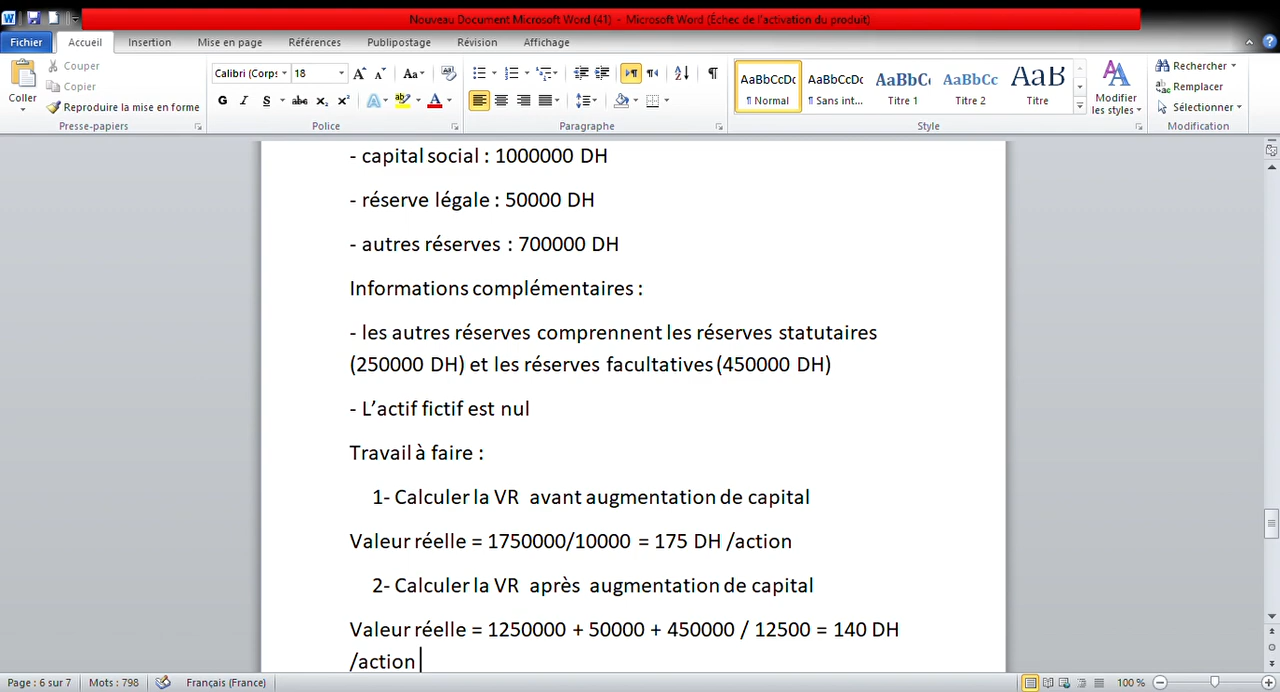 Nouveau Document Microsoft Word (41) - Microsoft Word (Échec de l'activation du produit)
Fichier Accueil Insertion Mise en page Références Publipostage Révision Affichage
Coller
Couper
Copier
Reproduire la mise en forme
Presse-papiers
Calibri (Corps 18
G I S abc x₂ x²
Police
Paragraphe
AaBbCcDc AaBbCcDc AaBbCc AaBbCc AaB
¶ Normal ¶ Sans int... Titre 1 Titre 2 Titre
Modifier
les styles
Style
Rechercher
Remplacer
Sélectionner
Modification
- capital social : 1000000 DH
- réserve légale : 50000 DH
- autres réserves : 700000 DH
Informations complémentaires :
- les autres réserves comprennent les réserves statutaires
(250000 DH) et les réserves facultatives (450000 DH)
- L’actif fictif est nul
Travail à faire :
1- Calculer la VR avant augmentation de capital
Valeur réelle = 1750000/10000 = 175 DH /action
2- Calculer la VR après augmentation de capital
Valeur réelle = 1250000 + 50000 + 450000 / 12500 = 140 DH
/action
Page : 6 sur 7 Mots : 798 Français (France) 100 %